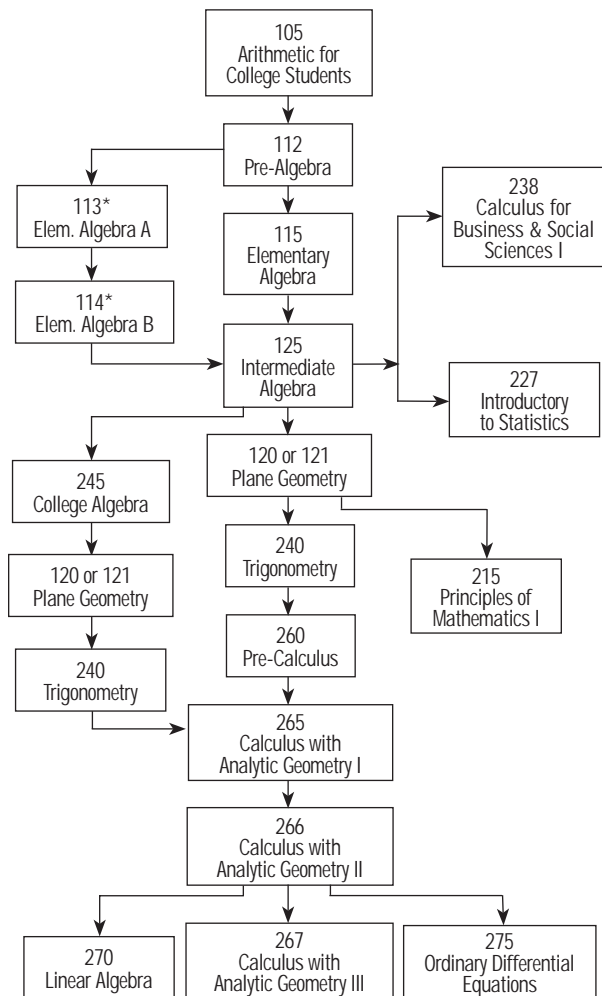 105
Arithmetic for
College Students
112
Pre-Algebra
238
Calculus for
Business & Social
Sciences I
113*
Elem. Algebra A
115
Elementary
Algebra
114*
Elem. Algebra B
125
Intermediate
Algebra
227
Introductory
to Statistics
120 or 121
Plane Geometry
245
College Algebra
240
Trigonometry
215
Principles of
Mathematics I
120 or 121
Plane Geometry
260
Pre-Calculus
240
Trigonometry
265
Calculus with
Analytic Geometry I
266
Calculus with
Analytic Geometry II
270
Linear Algebra
267
Calculus with
Analytic Geometry III
275
Ordinary Differential
Equations